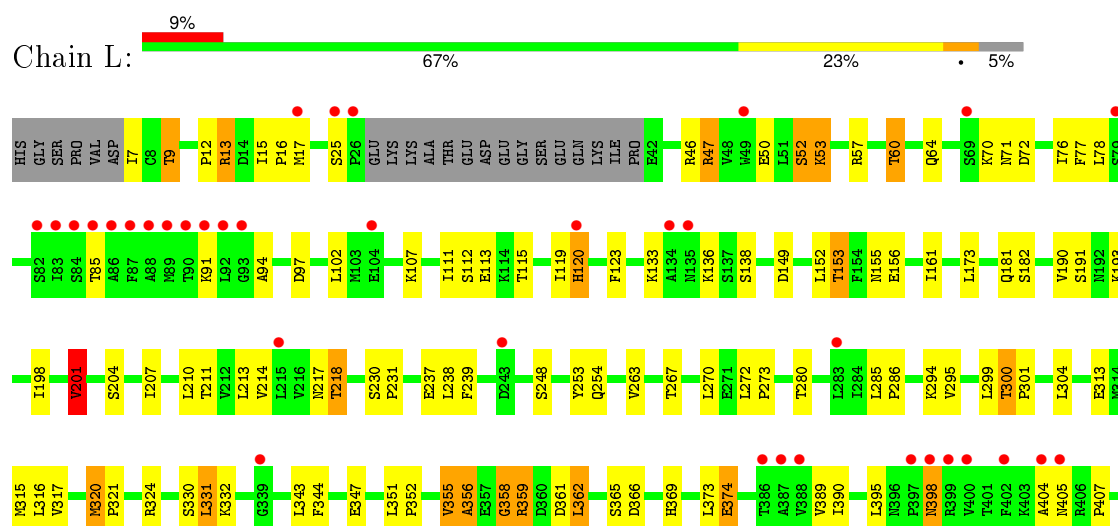 Chain L:
9%
67%
23%
•
5%
HIS GLY SER PRO VAL ASP I7 C8 T9 P12 R13 D14 I15 P16 M17 S25 P26 GLU LYS LYS ALA THR GLU ASP GLU GLY SER GLU GLN LYS ILE PRO E42 R46 R47 V48 W49 E50 L51 S52 K53 R57 T60 Q64 S69 K70 N71 D72 I76 F77 L78
S82 I83 S84 T85 A86 F87 A88 M89 T90 K91 L92 G93 A94 D97 L102 M103 E104 K107 I111 S112 E113 K114 T115 I119 H120 F123 K133 A134 N135 K136 S137 S138 D149 L152 T153 F154 N155 E156 I161 L173 Q181 S182 V190 S191 N192
I198 V201 S204 I207 L210 T211 V212 L213 V214 L215 V216 N217 T218 S230 P231 E237 L238 F239 D243 S248 Y253 Q254 V263 T267 L270 E271 L272 P273 T280 L283 I284 L285 P286 K294 V295 L299 T300 P301 L304 E313
M315 L316 V317 M320 P321 R324 S330 L331 K332 G339 L343 F344 E347 L351 P352 V355 A356 E357 G358 R359 D360 D361 L362 S365 D366 H369 L373 E374 T386 A387 V388 V389 I390 L395 N396 P397 N398 R399 V400 T401 F402 K403 A404 N405 R406 P407